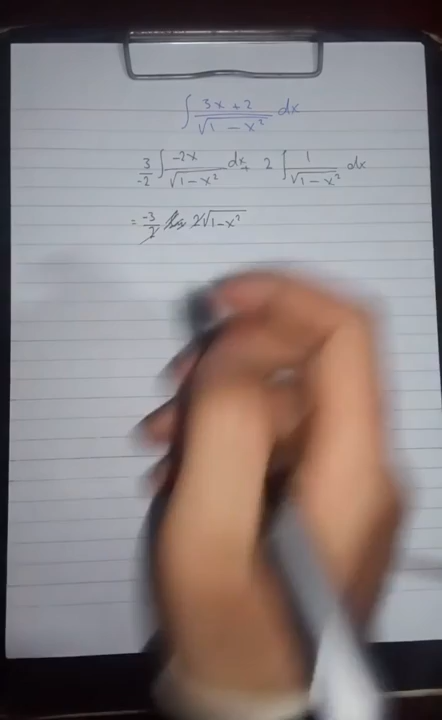 ∫ (3x + 2)/√(1 - x²) dx
3/-2 ∫ -2x/√(1 - x²) dx + 2 ∫ 1/√(1 - x²) dx
= -3/2 2√(1-x²)